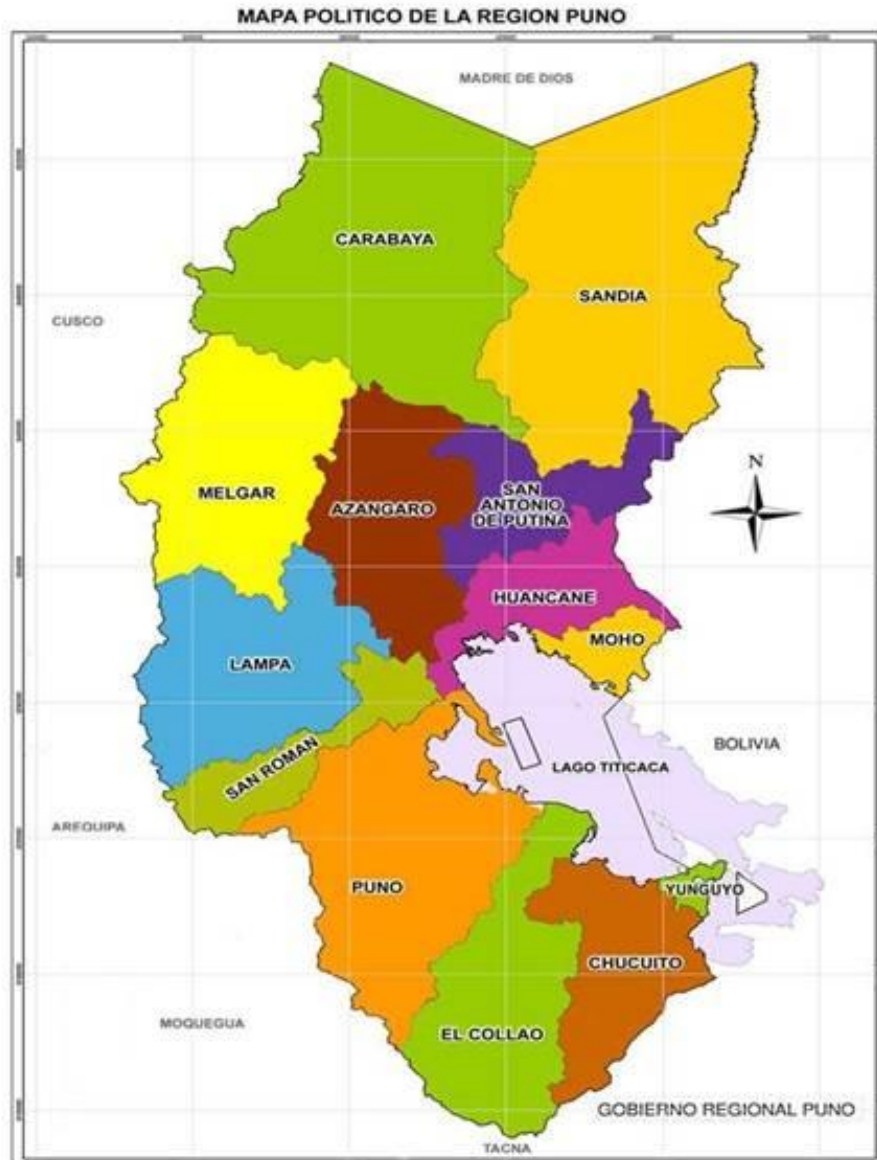 MAPA POLITICO DE LA REGION PUNO
MADRE DE DIOS
CARABAYA
SANDIA
CUSCO
N
MELGAR
AZANGARO
SAN
ANTONIO
DE PUTINA
HUANCANE
MOHO
LAMPA
BOLIVIA
SAN ROMAN
LAGO TITICACA
AREQUIPA
PUNO
YUNGUYO
CHUCUITO
MOQUEGUA
EL COLLAO
GOBIERNO REGIONAL PUNO
TACNA